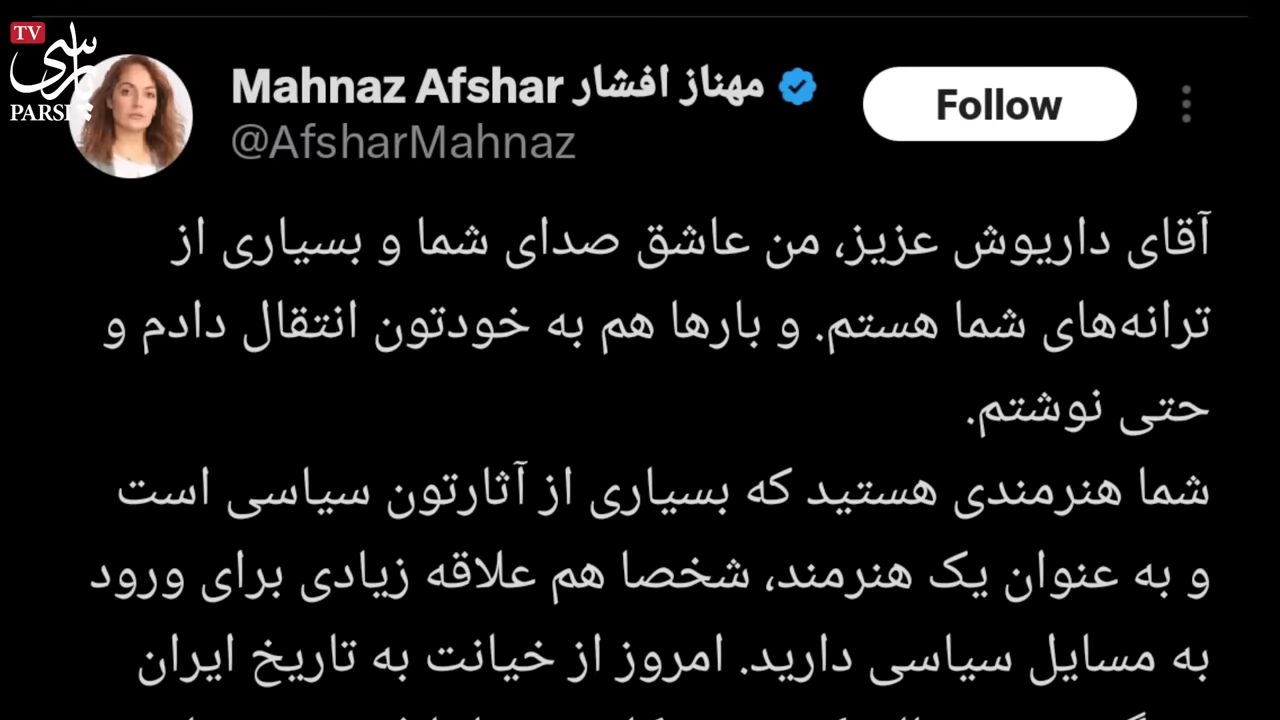 TV
پارسی
PARSI
Mahnaz Afshar مهناز افشار
@AfsharMahnaz
Follow
آقای داریوش عزیز، من عاشق صدای شما و بسیاری از
ترانه‌های شما هستم. و بارها هم به خودتون انتقال دادم و
حتی نوشتم.
شما هنرمندی هستید که بسیاری از آثارتون سیاسی است
و به عنوان یک هنرمند، شخصا هم علاقه زیادی برای ورود
به مسایل سیاسی دارید. امروز از خیانت به تاریخ ایران